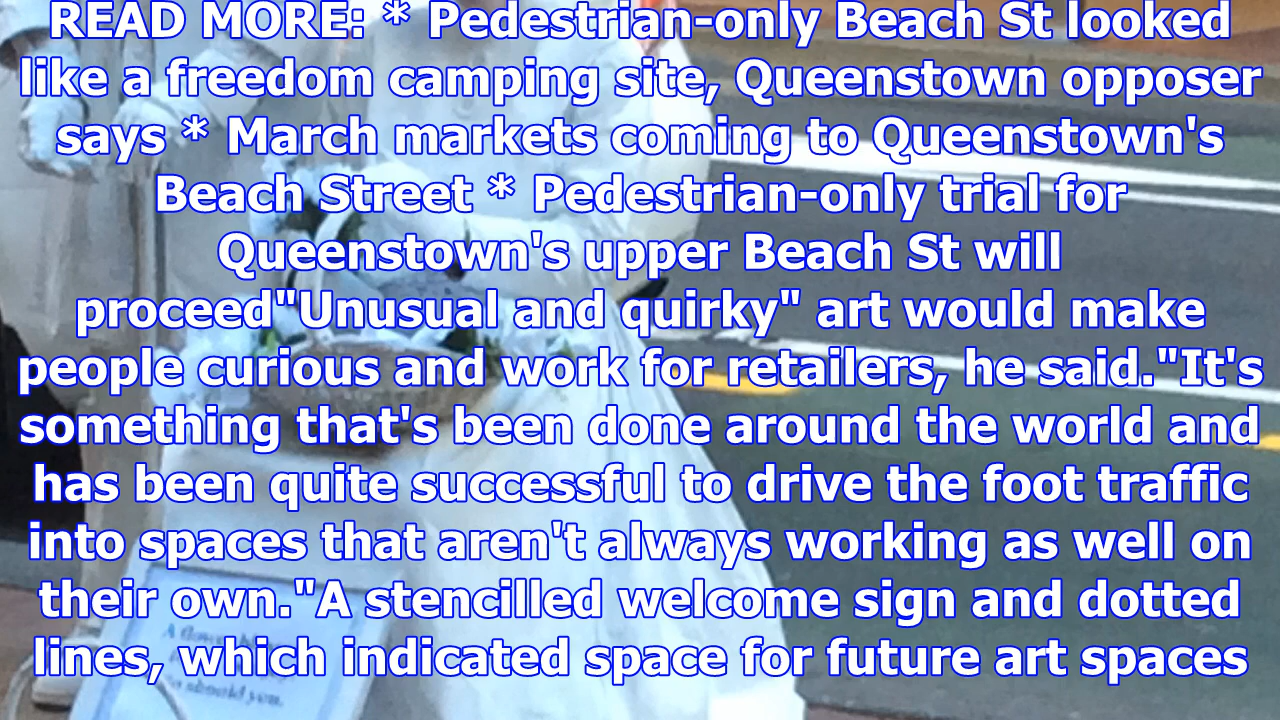 READ MORE: * Pedestrian-only Beach St looked
like a freedom camping site, Queenstown opposer
says * March markets coming to Queenstown's
Beach Street * Pedestrian-only trial for
Queenstown's upper Beach St will
proceed"Unusual and quirky" art would make
people curious and work for retailers, he said."It's
something that's been done around the world and
has been quite successful to drive the foot traffic
into spaces that aren't always working as well on
their own."A stencilled welcome sign and dotted
lines, which indicated space for future art spaces
should you.